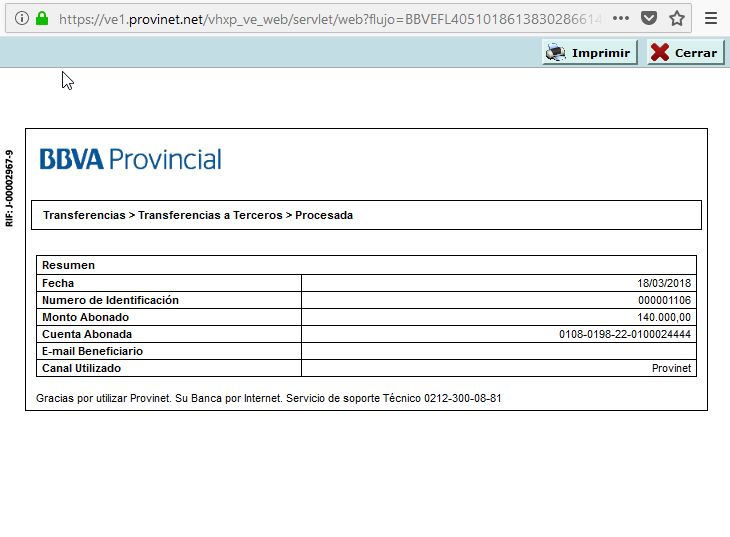 https://ve1.provinet.net/vhxp_ve_web/servlet/web?flujo=BBVEFL4051018613830286614
Imprimir
Cerrar
BBVA Provincial
RIF: J-00002967-9
Transferencias > Transferencias a Terceros > Procesada
Resumen
Fecha 18/03/2018
Numero de Identificación 000001106
Monto Abonado 140.000,00
Cuenta Abonada 0108-0198-22-0100024444
E-mail Beneficiario
Canal Utilizado Provinet
Gracias por utilizar Provinet. Su Banca por Internet. Servicio de soporte Técnico 0212-300-08-81